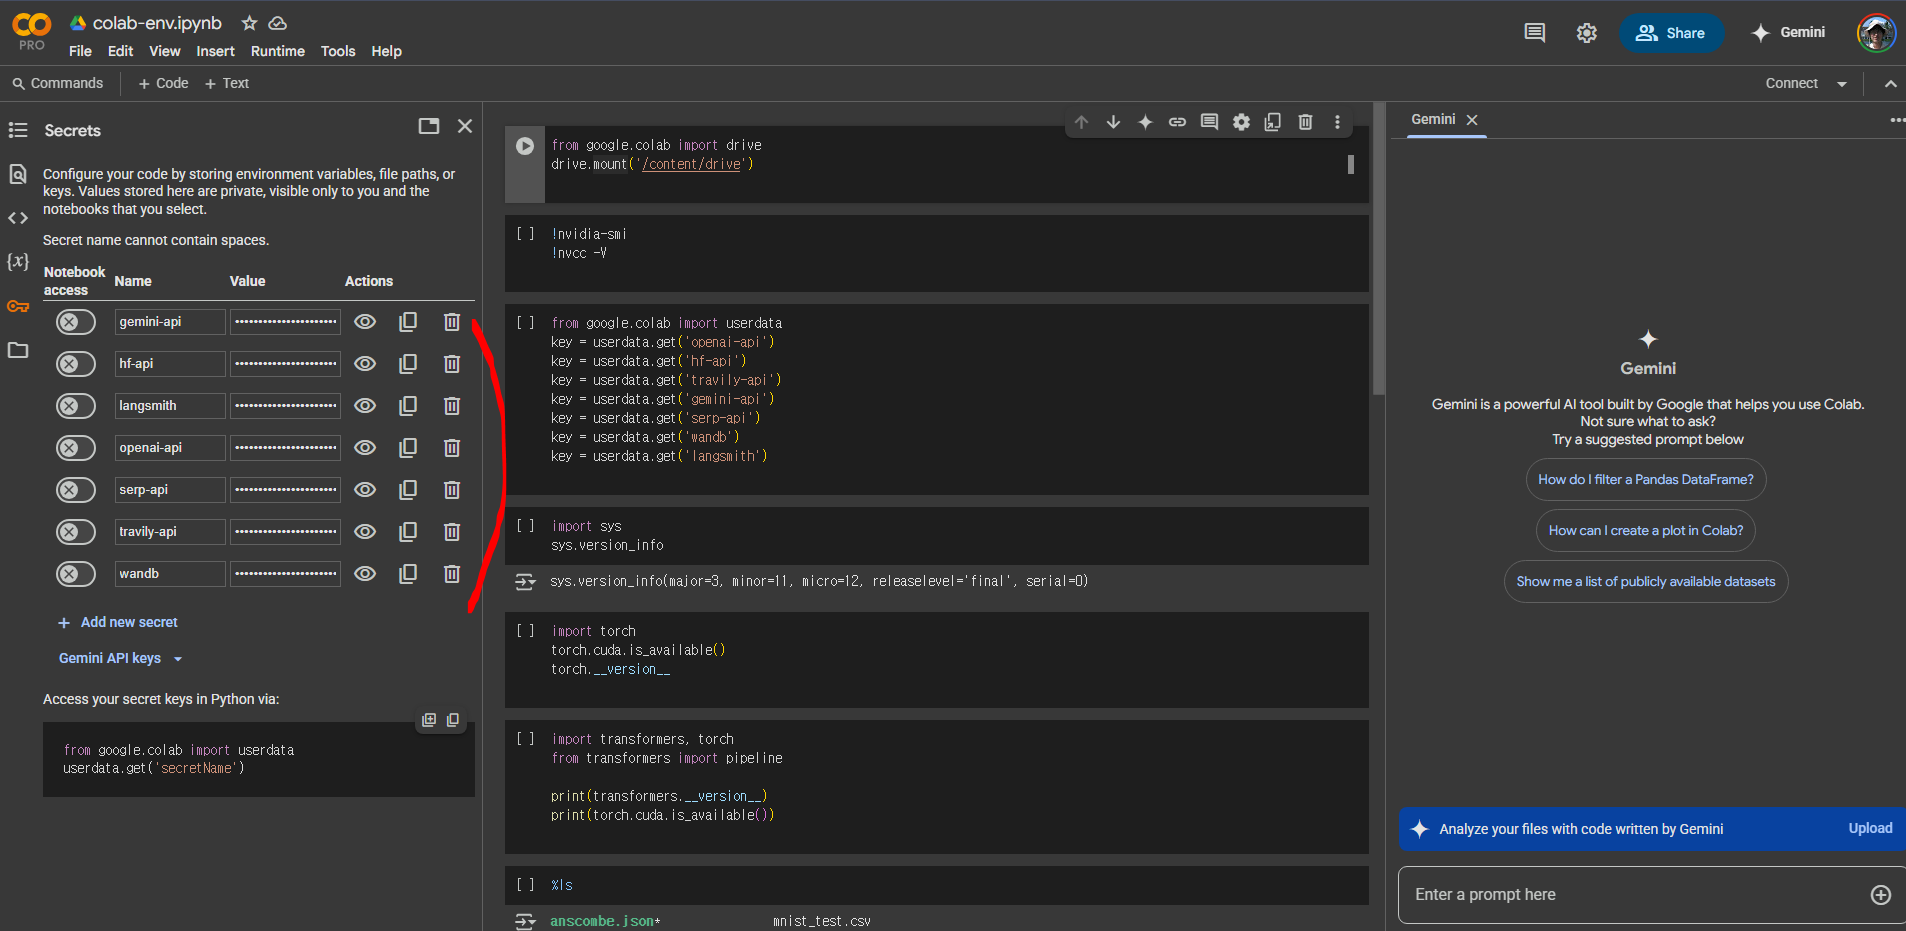 CO
PRO
colab-env.ipynb
File Edit View Insert Runtime Tools Help
Share
Gemini
Commands + Code + Text
Connect
Secrets
Configure your code by storing environment variables, file paths, or
keys. Values stored here are private, visible only to you and the
notebooks that you select.
Secret name cannot contain spaces.
Notebook access Name Value Actions
gemini-api ••••••••••••••••••••••
hf-api ••••••••••••••••••••••
langsmith ••••••••••••••••••••••
openai-api ••••••••••••••••••••••
serp-api ••••••••••••••••••••••
travily-api ••••••••••••••••••••••
wandb ••••••••••••••••••••••
+ Add new secret
Gemini API keys
Access your secret keys in Python via:
from google.colab import userdata
userdata.get('secretName')
from google.colab import drive
drive.mount('/content/drive')
[ ] !nvidia-smi
!nvcc -V
[ ] from google.colab import userdata
key = userdata.get('openai-api')
key = userdata.get('hf-api')
key = userdata.get('travily-api')
key = userdata.get('gemini-api')
key = userdata.get('serp-api')
key = userdata.get('wandb')
key = userdata.get('langsmith')
[ ] import sys
sys.version_info
sys.version_info(major=3, minor=11, micro=12, releaselevel='final', serial=0)
[ ] import torch
torch.cuda.is_available()
torch.__version__
[ ] import transformers, torch
from transformers import pipeline
print(transformers.__version__)
print(torch.cuda.is_available())
[ ] %ls
anscombe.json* mnist_test.csv
Gemini
Gemini
Gemini is a powerful AI tool built by Google that helps you use Colab.
Not sure what to ask?
Try a suggested prompt below
How do I filter a Pandas DataFrame?
How can I create a plot in Colab?
Show me a list of publicly available datasets
Analyze your files with code written by Gemini
Upload
Enter a prompt here